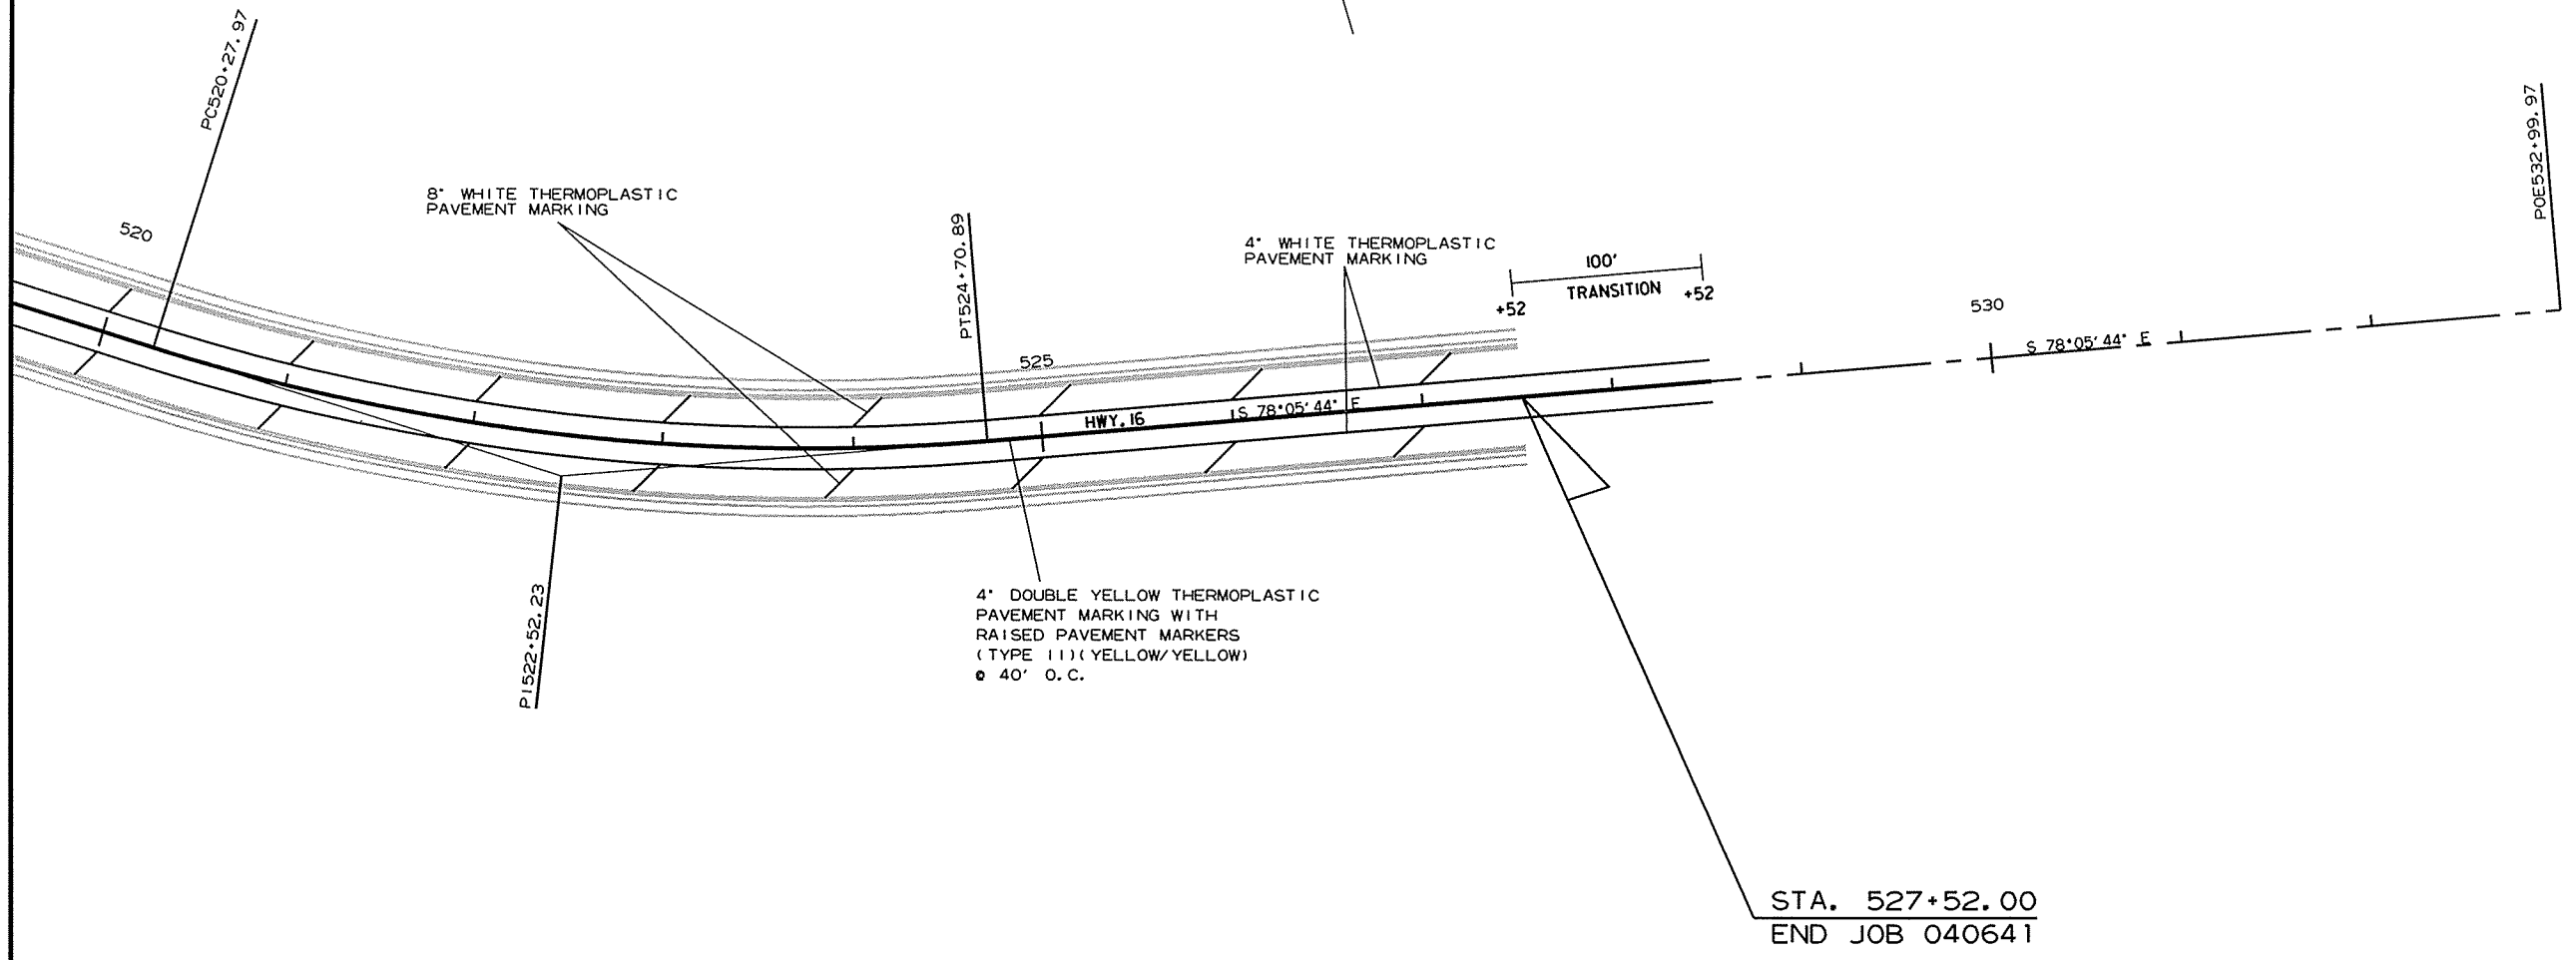 PC520+27.97
520
8" WHITE THERMOPLASTIC
PAVEMENT MARKING
PT524+70.89
525
4" WHITE THERMOPLASTIC
PAVEMENT MARKING
100'
TRANSITION
+52
+52
530
S 78°05'44" E
POE532+99.97
HWY. 16
S 78°05'44" E
PI522+52.23
4" DOUBLE YELLOW THERMOPLASTIC
PAVEMENT MARKING WITH
RAISED PAVEMENT MARKERS
(TYPE II)(YELLOW/YELLOW)
@ 40' O.C.
STA. 527+52.00
END JOB 040641